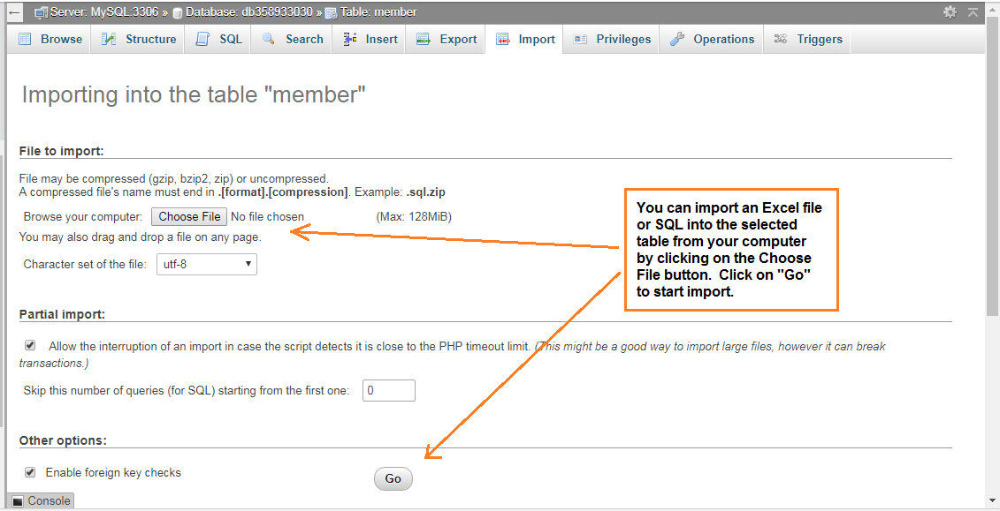 Server: MySQL:3306 » Database: db358933030 » Table: member
Browse Structure SQL Search Insert Export Import Privileges Operations Triggers
Importing into the table "member"
File to import:
File may be compressed (gzip, bzip2, zip) or uncompressed.
A compressed file's name must end in .[format].[compression]. Example: .sql.zip
Browse your computer: Choose File No file chosen (Max: 128MiB)
You may also drag and drop a file on any page.
Character set of the file: utf-8
You can import an Excel file
or SQL into the selected
table from your computer
by clicking on the Choose
File button. Click on "Go"
to start import.
Partial import:
Allow the interruption of an import in case the script detects it is close to the PHP timeout limit. (This might be a good way to import large files, however it can break
transactions.)
Skip this number of queries (for SQL) starting from the first one: 0
Other options:
Enable foreign key checks
Go
Console